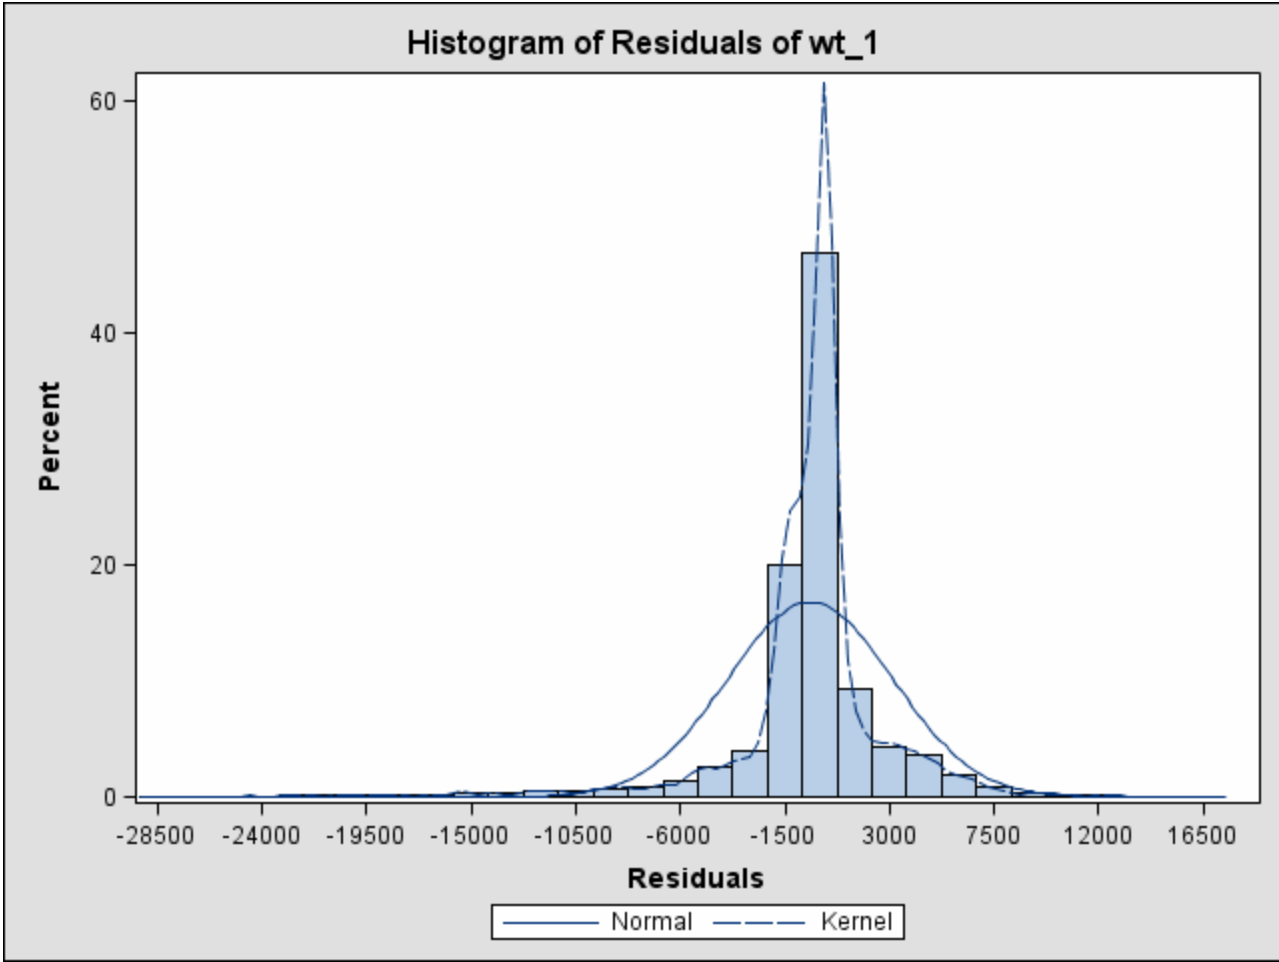 Histogram of Residuals of wt_1
60
40
20
0
Percent
-28500 -24000 -19500 -15000 -10500 -6000 -1500 3000 7500 12000 16500
Residuals
Normal Kernel